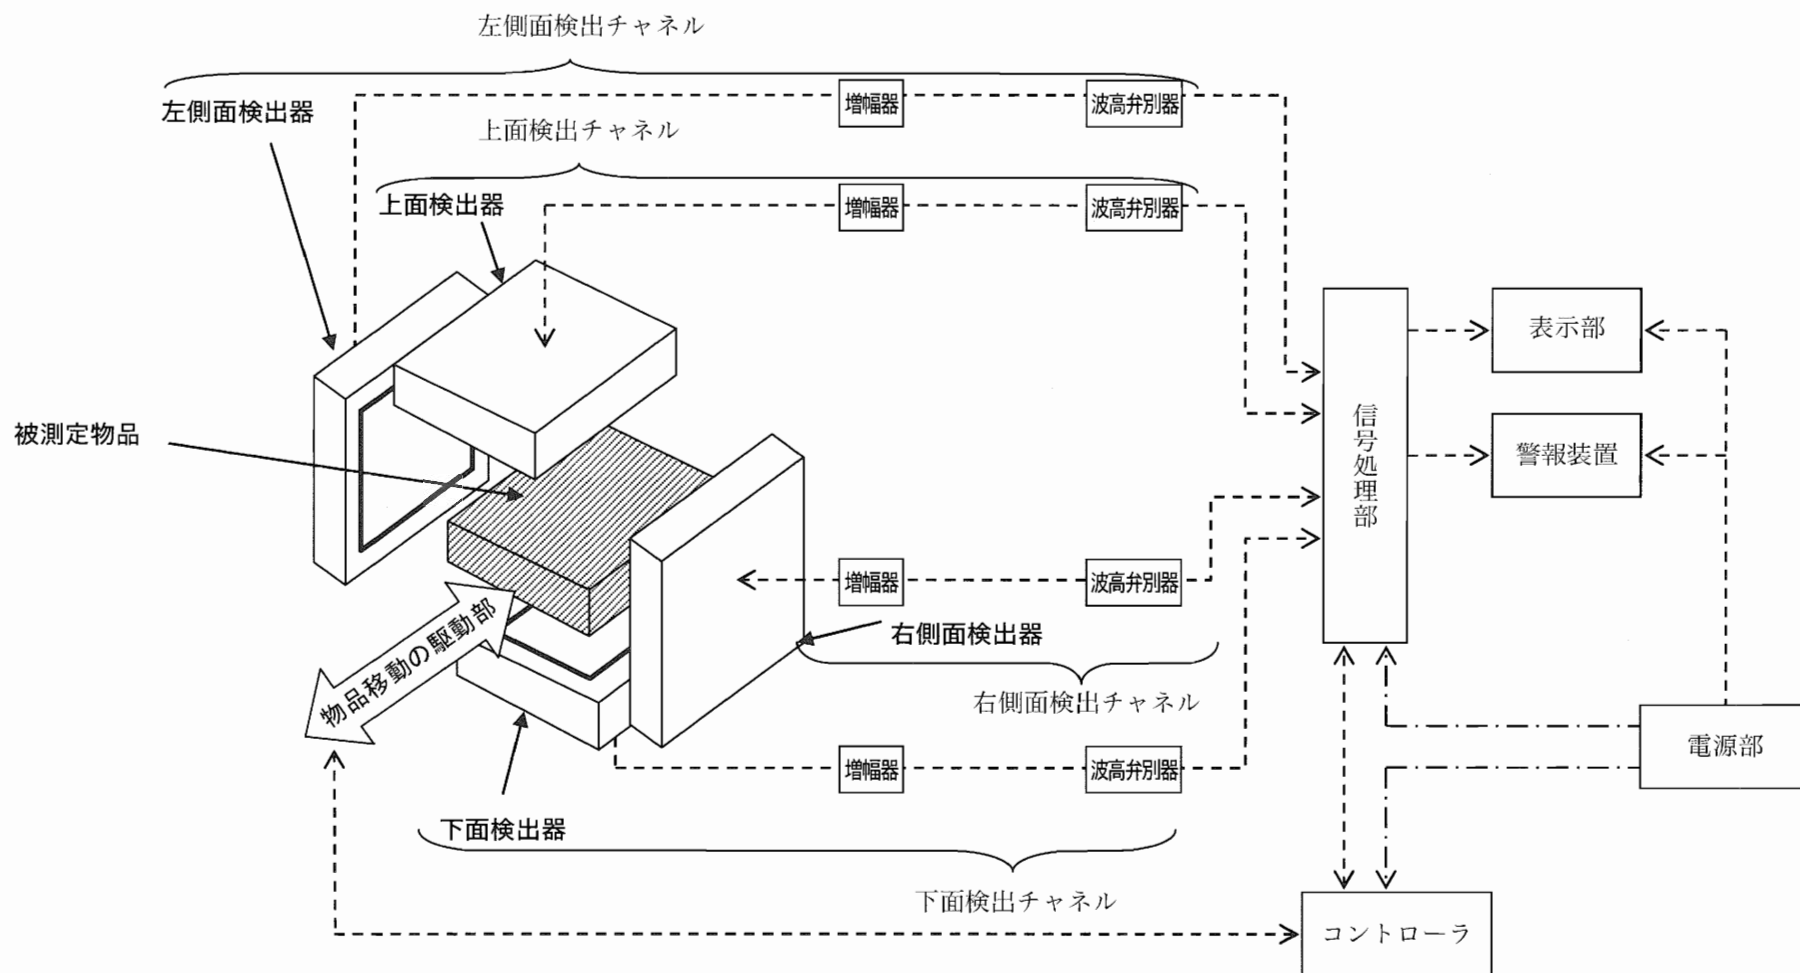 左側面検出チャネル
左側面検出器
増幅器
波高弁別器
上面検出チャネル
上面検出器
増幅器
波高弁別器
表示部
信号処理部
警報装置
被測定物品
増幅器
波高弁別器
物品移動の駆動部
右側面検出器
右側面検出チャネル
電源部
増幅器
波高弁別器
下面検出器
下面検出チャネル
コントローラ